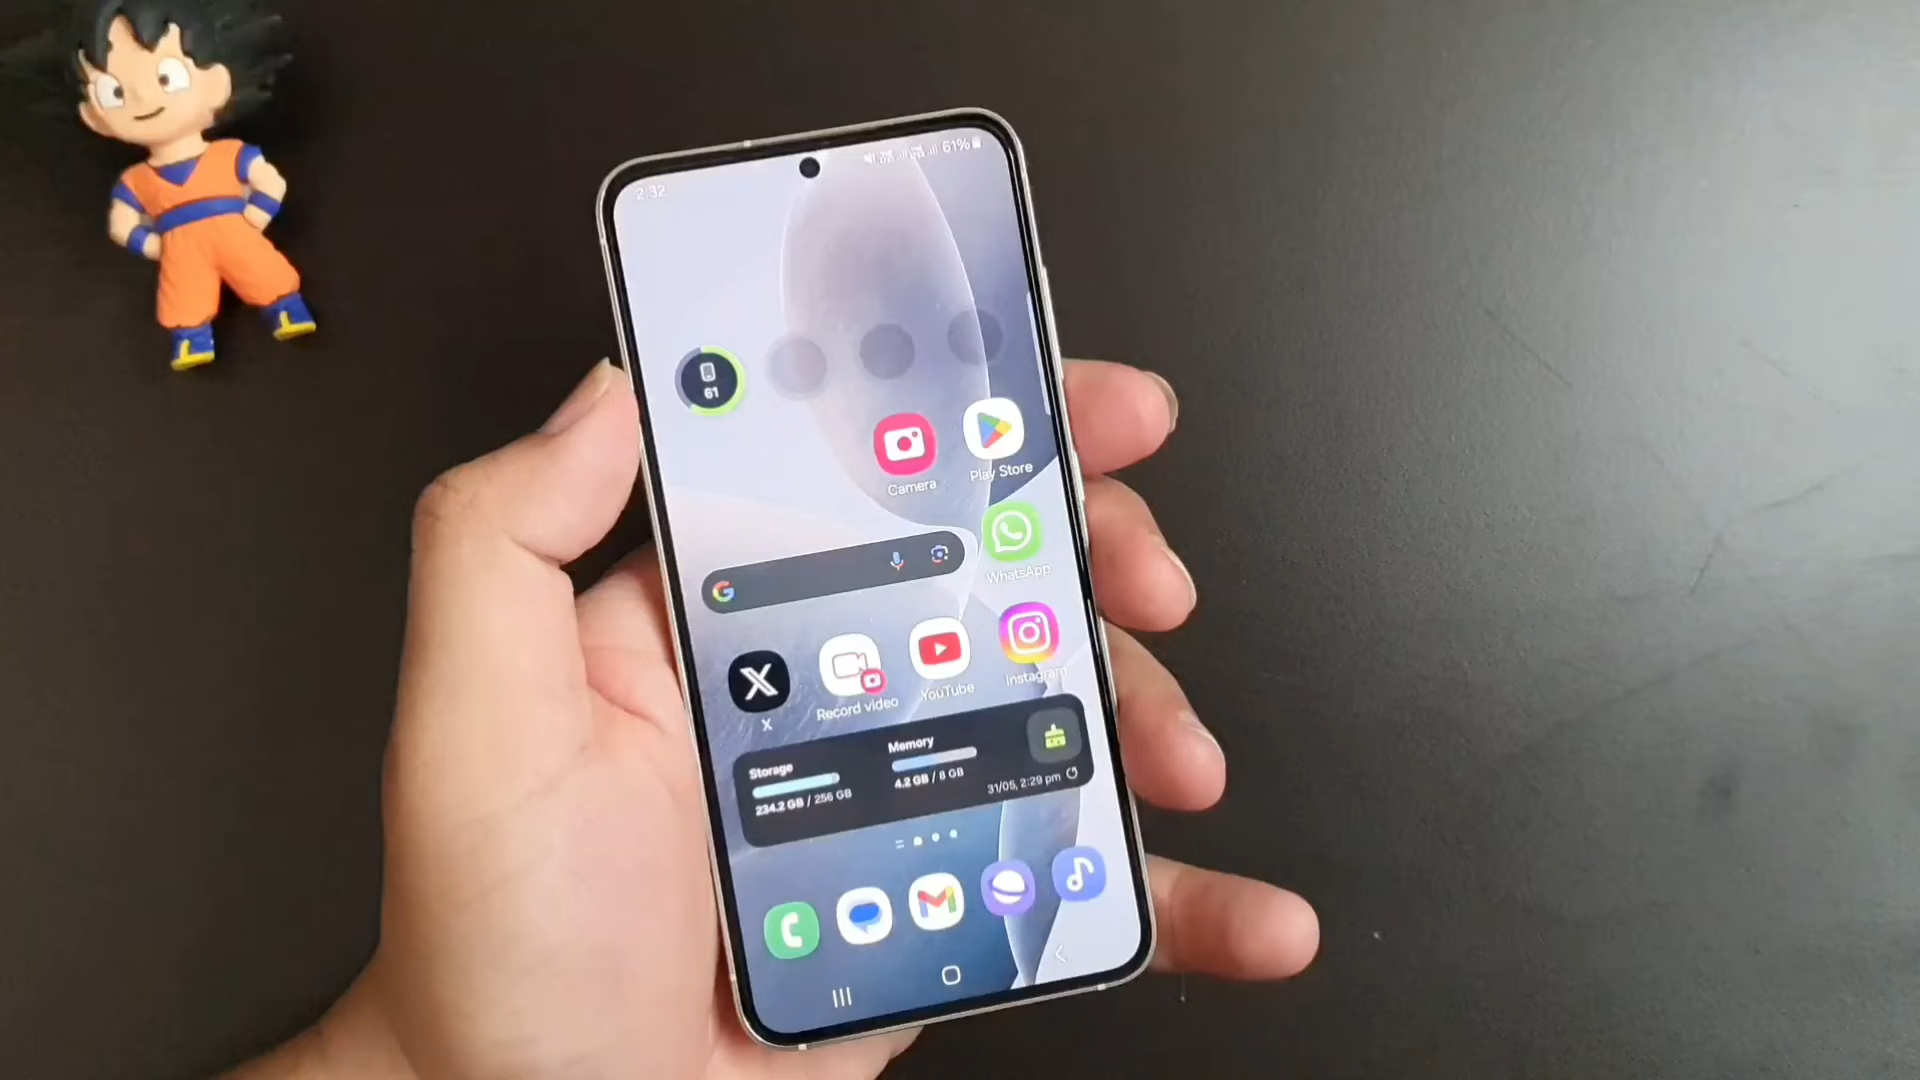 2:32
61%
61
Camera
Play Store
WhatsApp
X
Record video
YouTube
Instagram
Storage
234.2 GB / 256 GB
Memory
4.2 GB / 8 GB
31/05, 2:29 pm